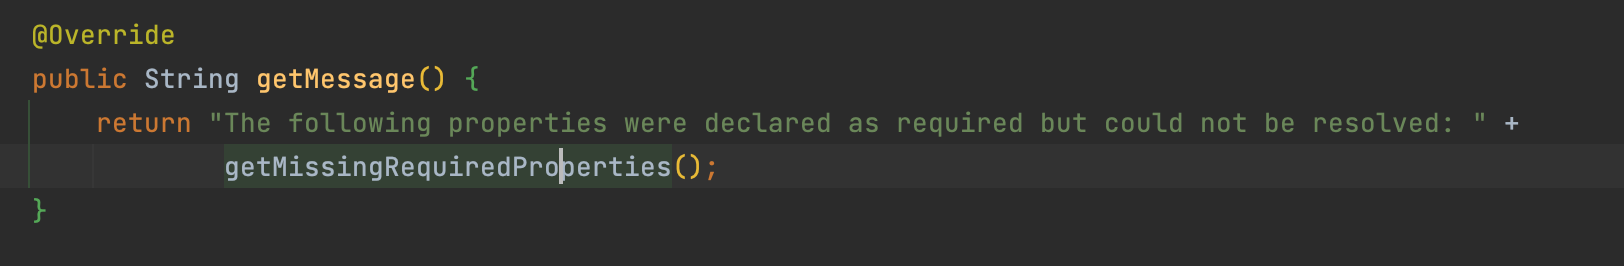 @Override
public String getMessage() {
return "The following properties were declared as required but could not be resolved: " +
getMissingRequiredProperties();
}